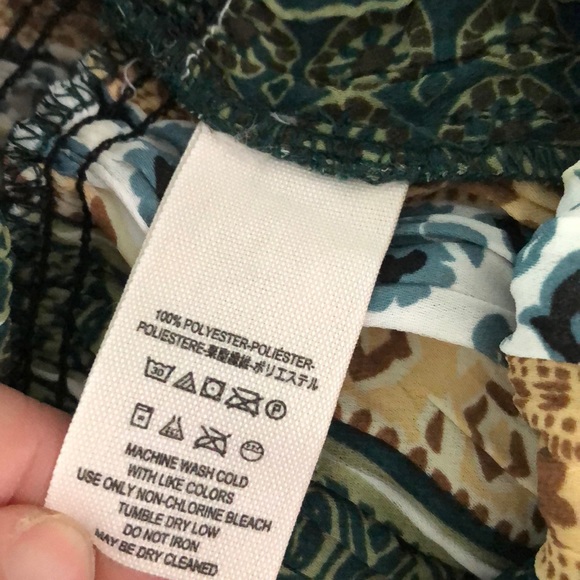 100% POLYESTER-POLIÉSTER-
POLIESTERE-聚酯纖維-ポリエステル
30 P
MACHINE WASH COLD
WITH LIKE COLORS
USE ONLY NON-CHLORINE BLEACH
TUMBLE DRY LOW
DO NOT IRON
MAY BE DRY CLEANED